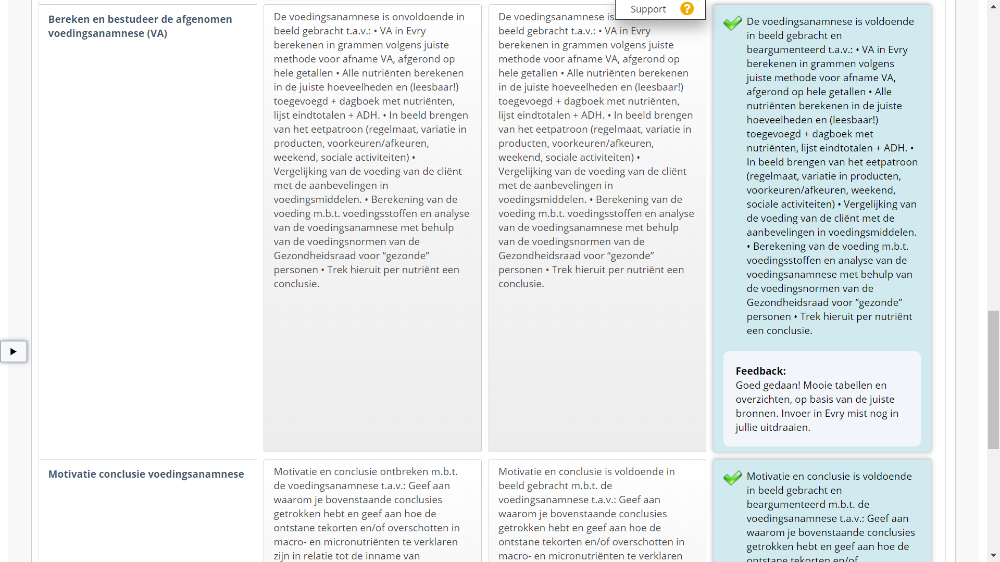 Support
Bereken en bestudeer de afgenomen
voedingsanamnese (VA)
De voedingsanamnese is onvoldoende in
beeld gebracht t.a.v.: • VA in Evry
berekenen in grammen volgens juiste
methode voor afname VA, afgerond op
hele getallen • Alle nutriënten berekenen
in de juiste hoeveelheden en (leesbaar!)
toegevoegd + dagboek met nutriënten,
lijst eindtotalen + ADH. • In beeld brengen
van het eetpatroon (regelmaat, variatie in
producten, voorkeuren/afkeuren,
weekend, sociale activiteiten) •
Vergelijking van de voeding van de cliënt
met de aanbevelingen in
voedingsmiddelen. • Berekening van de
voeding m.b.t. voedingsstoffen en analyse
van de voedingsanamnese met behulp
van de voedingsnormen van de
Gezondheidsraad voor “gezonde”
personen • Trek hieruit per nutriënt een
conclusie.
De voedingsanamnese is
beeld gebracht t.a.v.: • VA in Evry
berekenen in grammen volgens juiste
methode voor afname VA, afgerond op
hele getallen • Alle nutriënten berekenen
in de juiste hoeveelheden en (leesbaar!)
toegevoegd + dagboek met nutriënten,
lijst eindtotalen + ADH. • In beeld brengen
van het eetpatroon (regelmaat, variatie in
producten, voorkeuren/afkeuren,
weekend, sociale activiteiten) •
Vergelijking van de voeding van de cliënt
met de aanbevelingen in
voedingsmiddelen. • Berekening van de
voeding m.b.t. voedingsstoffen en analyse
van de voedingsanamnese met behulp
van de voedingsnormen van de
Gezondheidsraad voor “gezonde”
personen • Trek hieruit per nutriënt een
conclusie.
De voedingsanamnese is voldoende
in beeld gebracht en
beargumenteerd t.a.v.: • VA in Evry
berekenen in grammen volgens
juiste methode voor afname VA,
afgerond op hele getallen • Alle
nutriënten berekenen in de juiste
hoeveelheden en (leesbaar!)
toegevoegd + dagboek met
nutriënten, lijst eindtotalen + ADH. •
In beeld brengen van het eetpatroon
(regelmaat, variatie in producten,
voorkeuren/afkeuren, weekend,
sociale activiteiten) • Vergelijking van
de voeding van de cliënt met de
aanbevelingen in voedingsmiddelen.
• Berekening van de voeding m.b.t.
voedingsstoffen en analyse van de
voedingsanamnese met behulp van
de voedingsnormen van de
Gezondheidsraad voor “gezonde”
personen • Trek hieruit per nutriënt
een conclusie.
Feedback:
Goed gedaan! Mooie tabellen en
overzichten, op basis van de juiste
bronnen. Invoer in Evry mist nog in
jullie uitdraaien.
Motivatie conclusie voedingsanamnese
Motivatie en conclusie ontbreken m.b.t.
de voedingsanamnese t.a.v.: Geef aan
waarom je bovenstaande conclusies
getrokken hebt en geef aan hoe de
ontstane tekorten en/of overschotten in
macro- en micronutriënten te verklaren
zijn in relatie tot de inname van
Motivatie en conclusie is voldoende in
beeld gebracht m.b.t. de
voedingsanamnese t.a.v.: Geef aan
waarom je bovenstaande conclusies
getrokken hebt en geef aan hoe de
ontstane tekorten en/of overschotten in
macro- en micronutriënten te verklaren
Motivatie en conclusie is voldoende
in beeld gebracht en
beargumenteerd m.b.t. de
voedingsanamnese t.a.v.: Geef aan
waarom je bovenstaande conclusies
getrokken hebt en geef aan hoe de
ontstane tekorten en/of